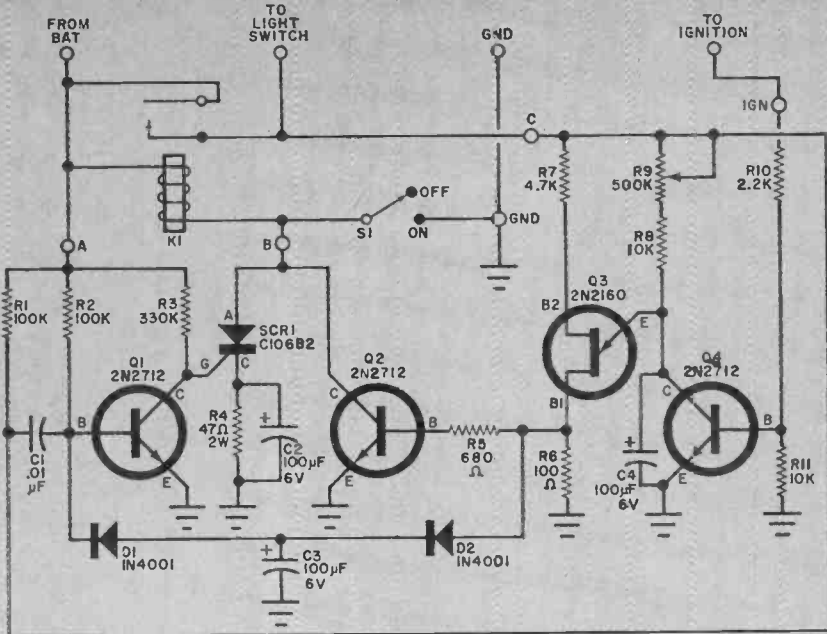 FROM
BAT
TO
LIGHT
SWITCH
GND
TO
IGNITION
IGN
C
R7
4.7K
R9
500K
R10
2.2K
OFF
S1
ON
GND
K1
A
B
R8
10K
Q3
2N2160
B2
E
B1
R1
100K
R2
100K
R3
330K
A
SCR1
C106B2
G
C
Q1
2N2712
C
B
E
C1
.01
µF
R4
47Ω
2W
+
C2
100µF
6V
Q2
2N2712
C
B
E
R5
680
Ω
R6
100
Ω
Q4
2N2712
C
B
E
+
C4
100µF
6V
R11
10K
D1
1N4001
+
C3
100µF
6V
D2
1N4001